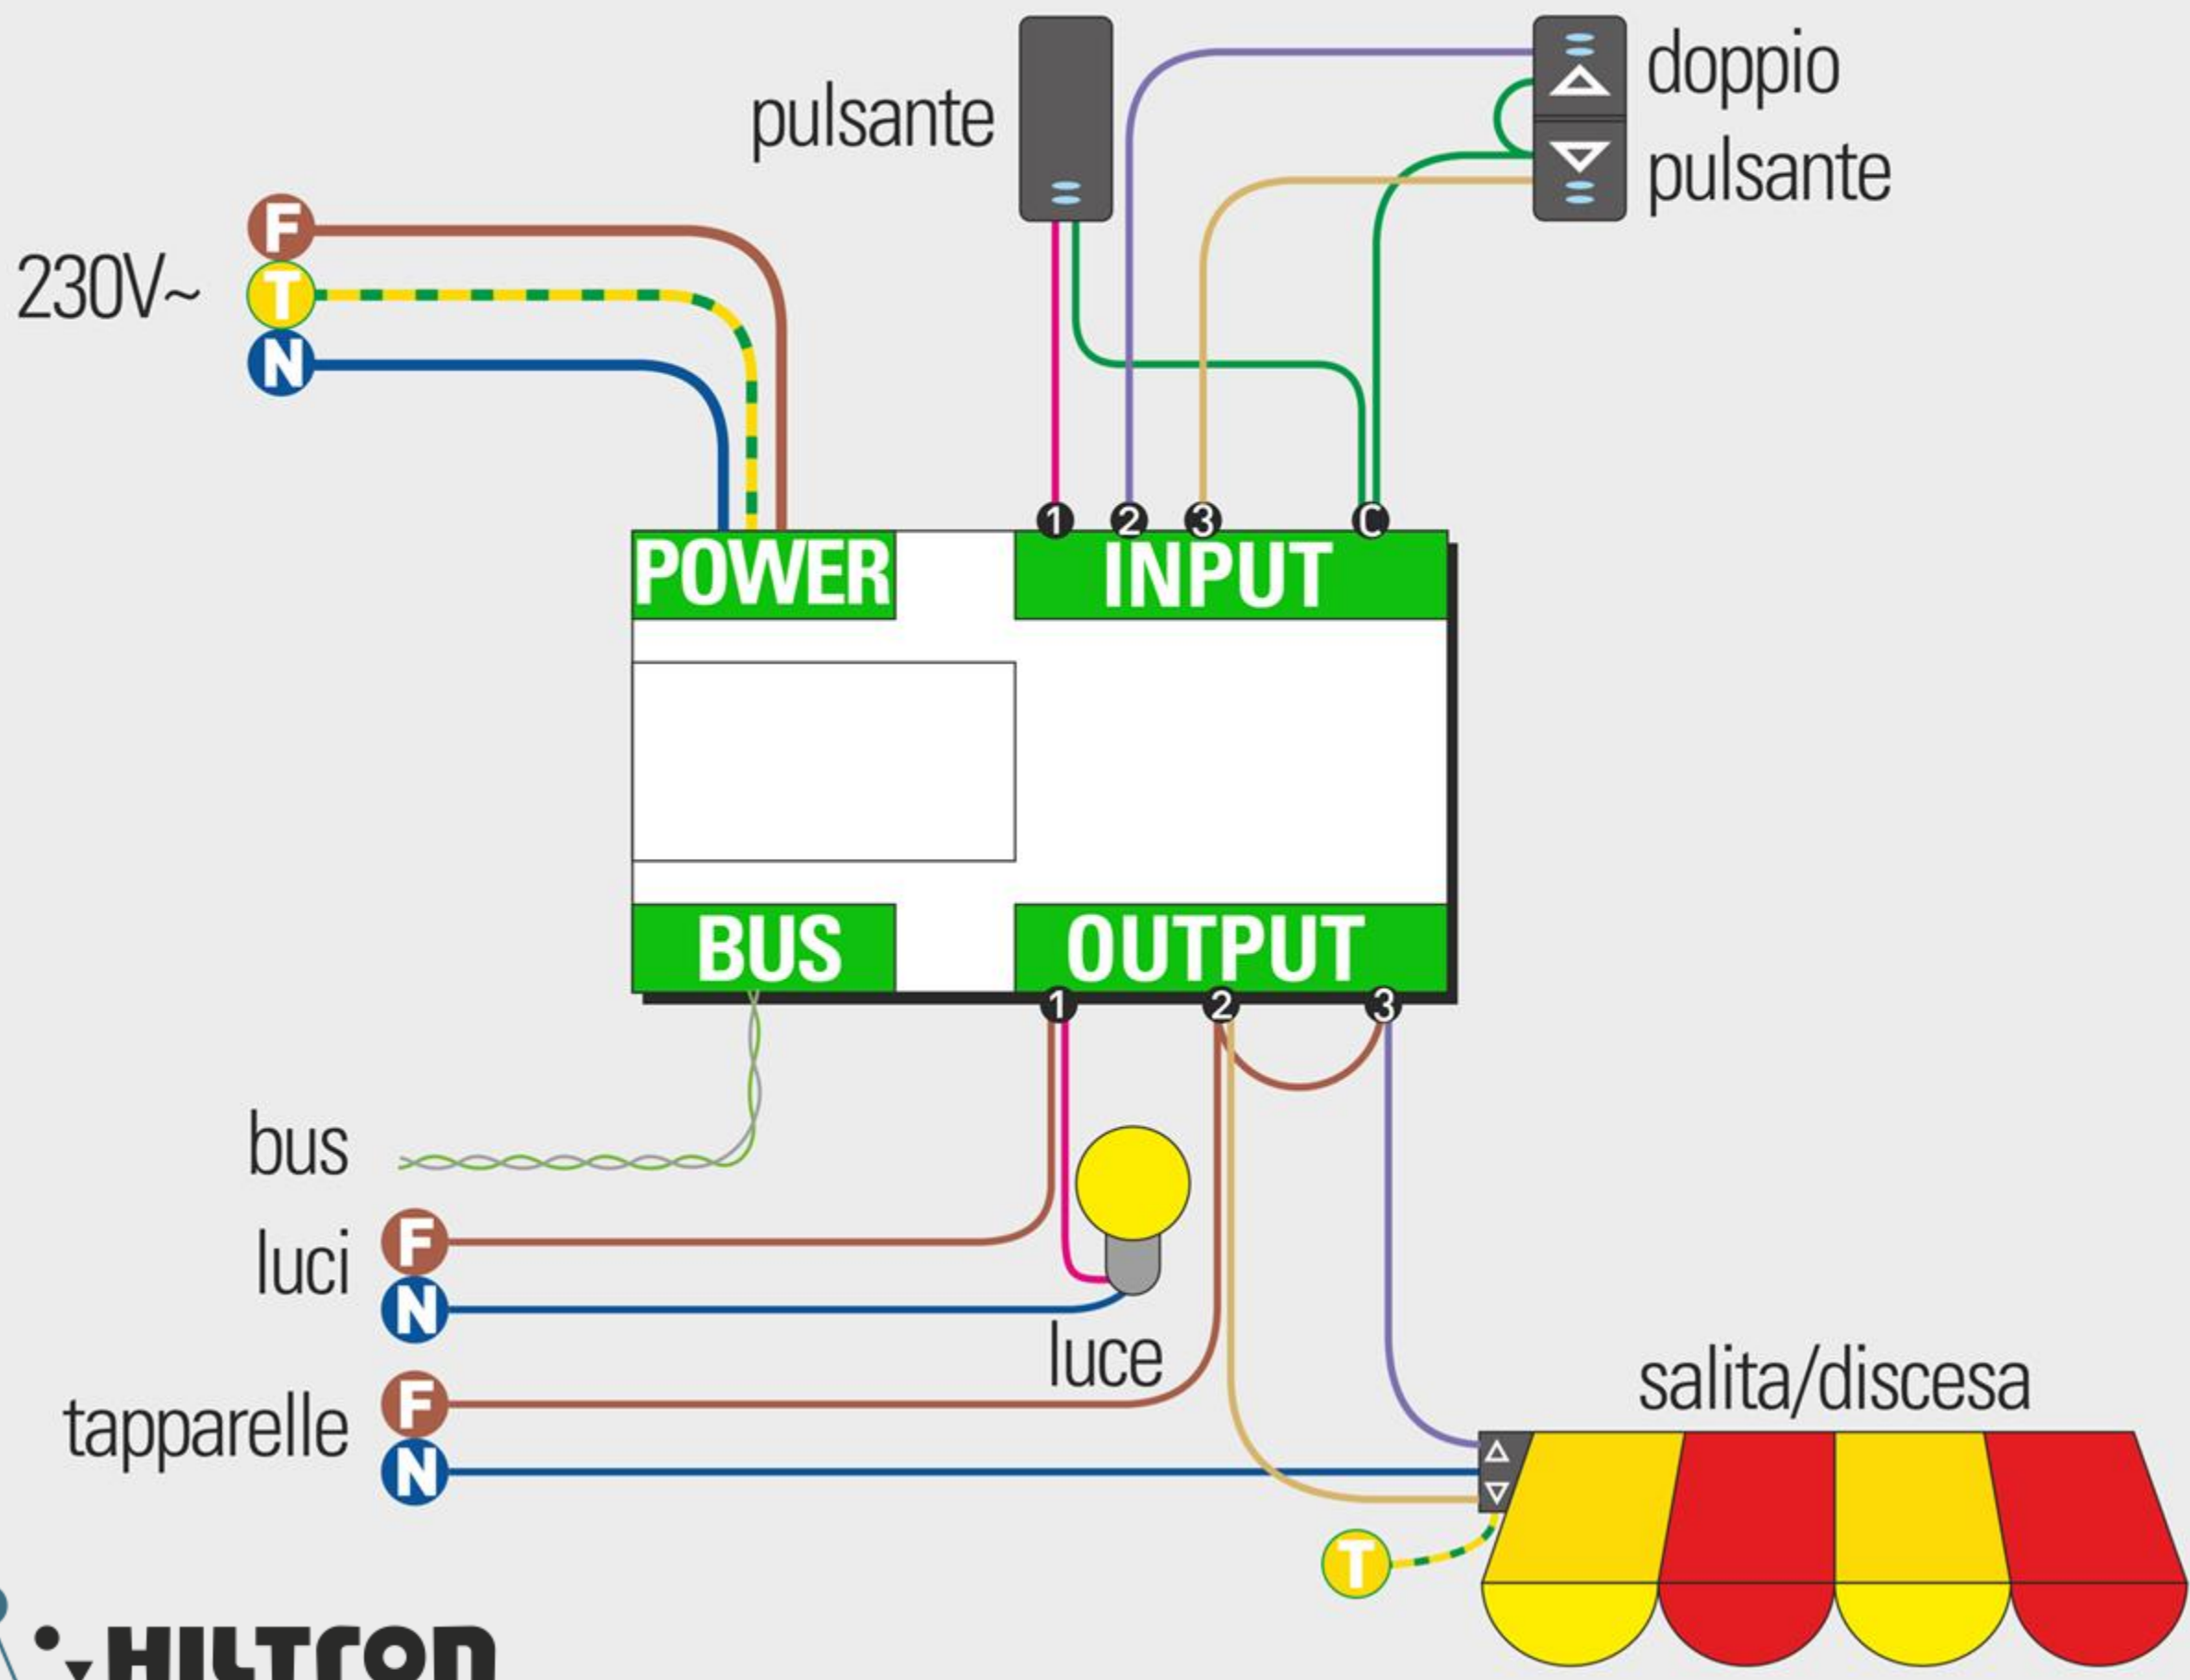 pulsante
doppio
pulsante
230V~
F
T
N
1 2 3 C
POWER
INPUT
BUS
OUTPUT
1 2 3
bus
luci
F
N
luce
tapparelle
F
N
salita/discesa
T
HILTRON